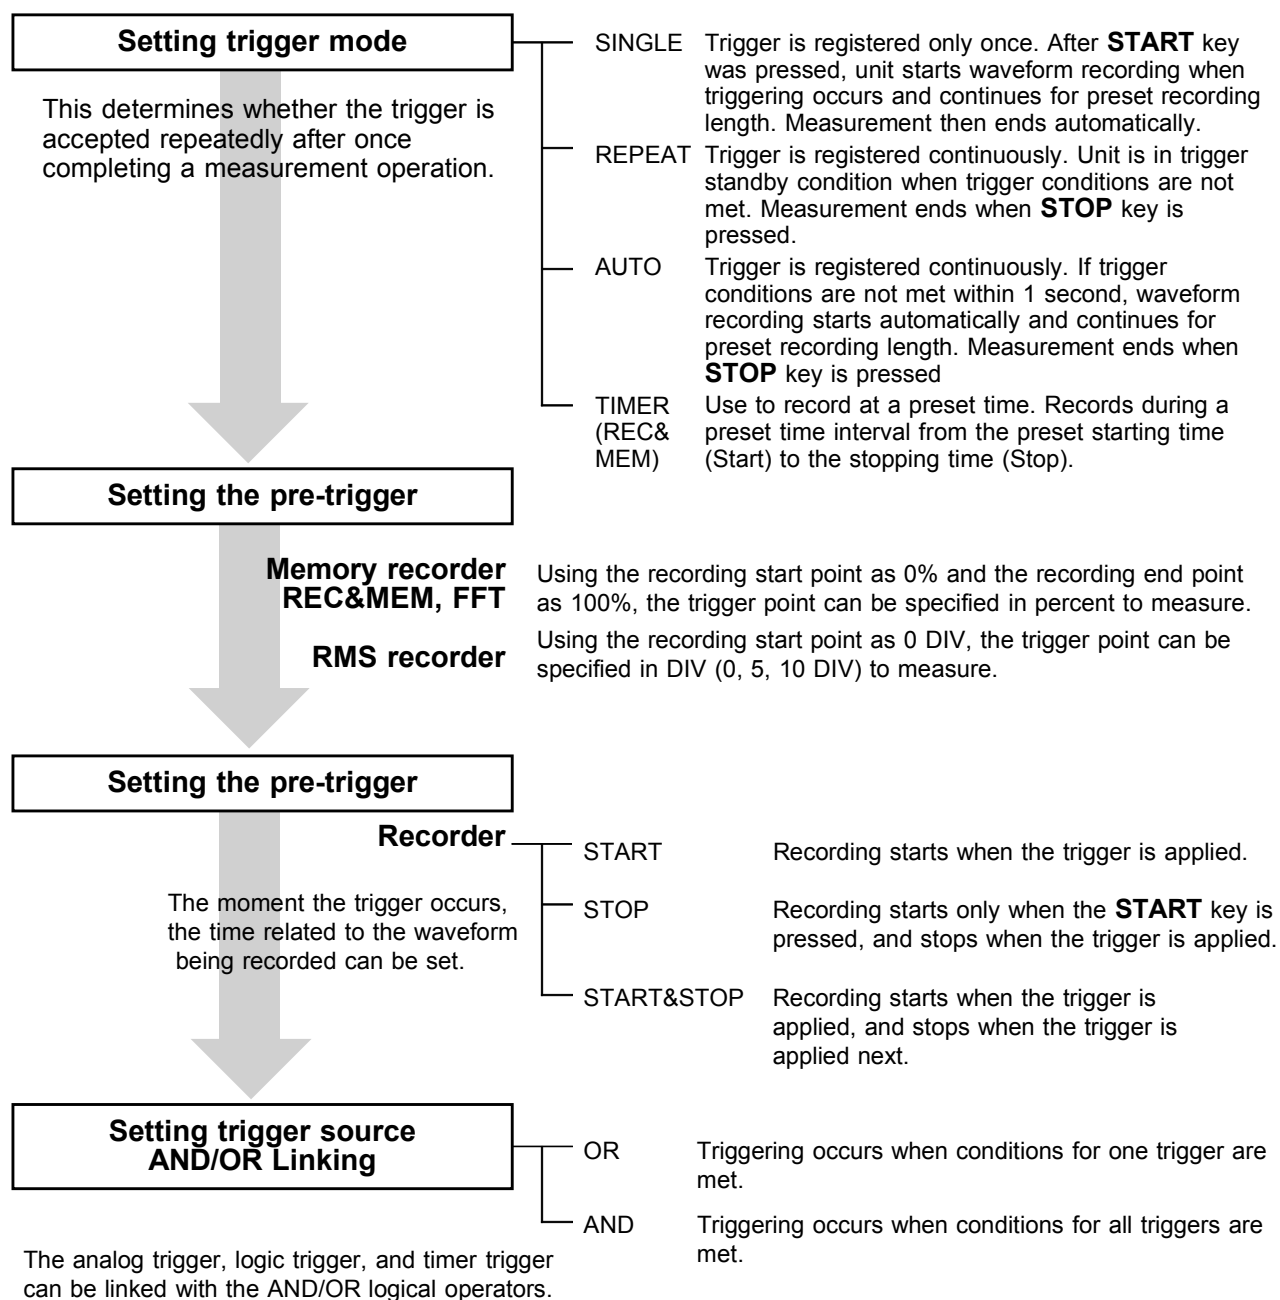 Setting trigger mode
This determines whether the trigger is
accepted repeatedly after once
completing a measurement operation.
SINGLE Trigger is registered only once. After START key
was pressed, unit starts waveform recording when
triggering occurs and continues for preset recording
length. Measurement then ends automatically.
REPEAT Trigger is registered continuously. Unit is in trigger
standby condition when trigger conditions are not
met. Measurement ends when STOP key is
pressed.
AUTO Trigger is registered continuously. If trigger
conditions are not met within 1 second, waveform
recording starts automatically and continues for
preset recording length. Measurement ends when
STOP key is pressed
TIMER Use to record at a preset time. Records during a
(REC& preset time interval from the preset starting time
MEM) (Start) to the stopping time (Stop).
Setting the pre-trigger
Memory recorder
REC&MEM, FFT
Using the recording start point as 0% and the recording end point
as 100%, the trigger point can be specified in percent to measure.
RMS recorder
Using the recording start point as 0 DIV, the trigger point can be
specified in DIV (0, 5, 10 DIV) to measure.
Setting the pre-trigger
Recorder
The moment the trigger occurs,
the time related to the waveform
being recorded can be set.
START Recording starts when the trigger is applied.
STOP Recording starts only when the START key is
pressed, and stops when the trigger is applied.
START&STOP Recording starts when the trigger is
applied, and stops when the trigger is
applied next.
Setting trigger source
AND/OR Linking
OR Triggering occurs when conditions for one trigger are
met.
AND Triggering occurs when conditions for all triggers are
met.
The analog trigger, logic trigger, and timer trigger
can be linked with the AND/OR logical operators.